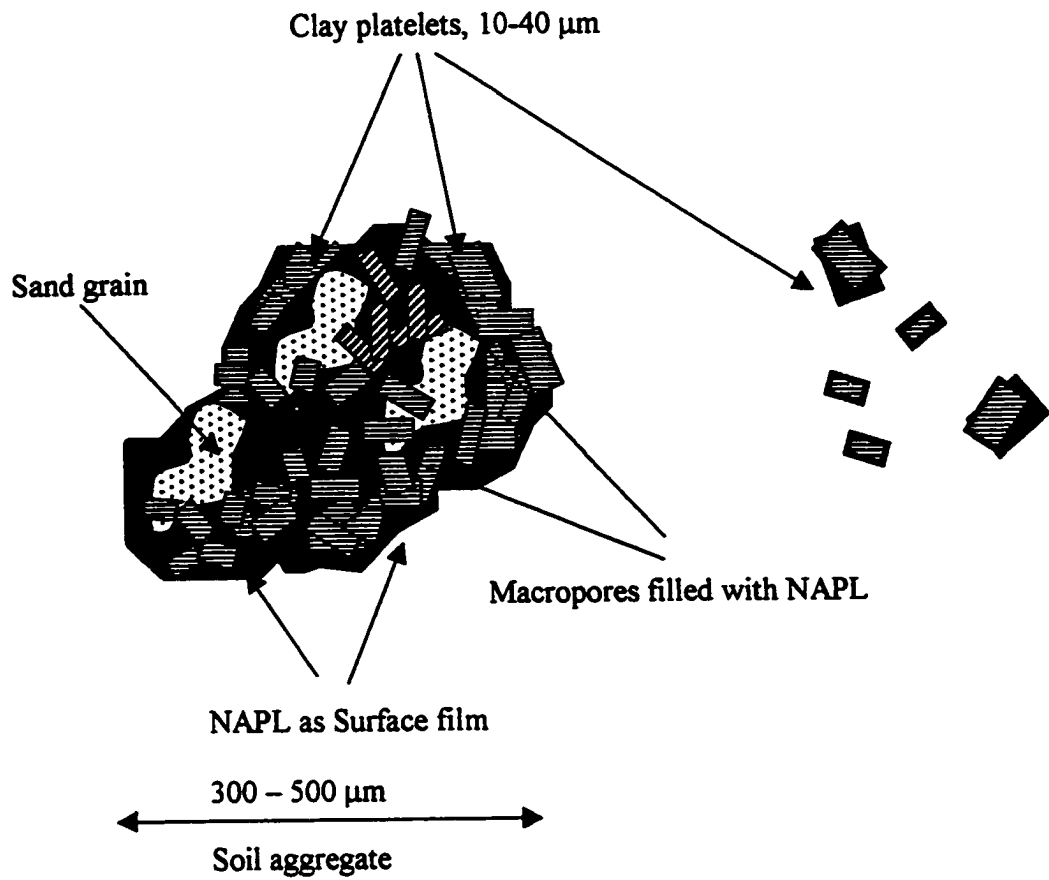 Clay platelets, 10-40 μm
Sand grain
Macropores filled with NAPL
NAPL as Surface film
300 – 500 μm
Soil aggregate